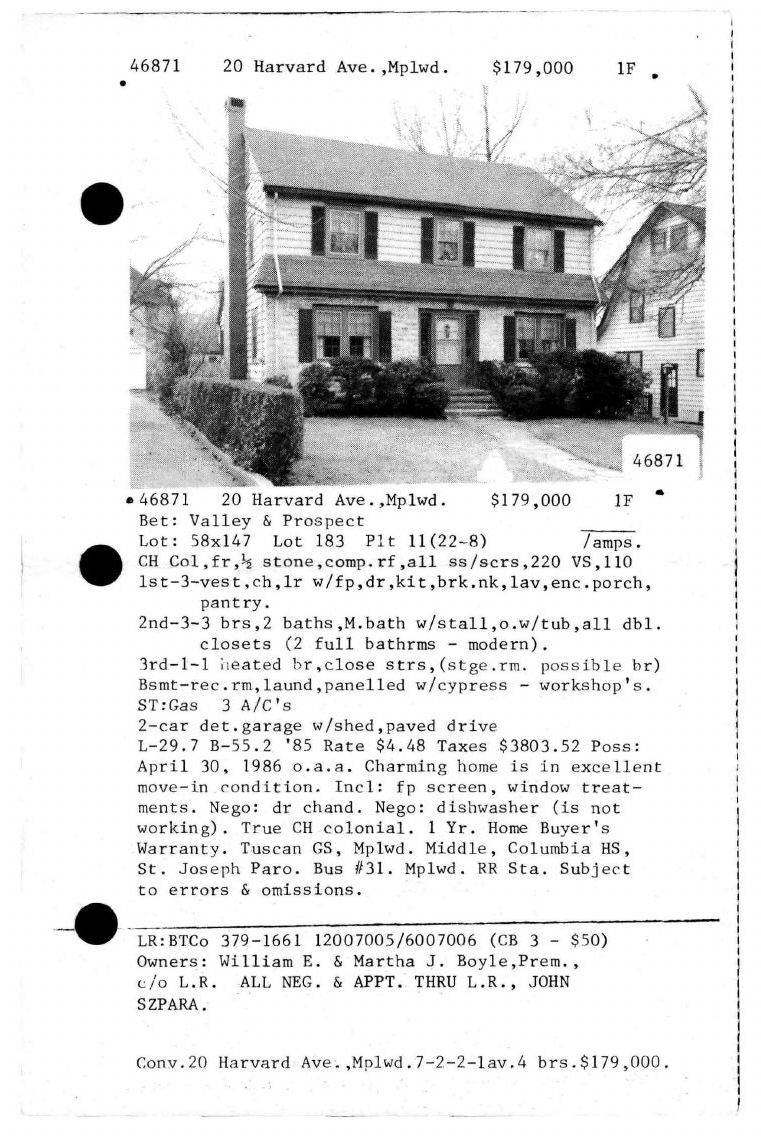 46871 20 Harvard Ave.,Mplwd. $179,000 1F
46871
46871 20 Harvard Ave.,Mplwd. $179,000 1F
Bet: Valley & Prospect
Lot: 58x147 Lot 183 Plt 11(22-8) /amps.
CH Col,fr,½ stone,comp.rf,all ss/scrs,220 VS,110
1st-3-vest,ch,lr w/fp,dr,kit,brk.nk,lav,enc.porch,
pantry.
2nd-3-3 brs,2 baths,M.bath w/stall,o.w/tub,all dbl.
closets (2 full bathrms - modern).
3rd-1-1 heated br,close strs,(stge.rm. possible br)
Bsmt-rec.rm,laund,panelled w/cypress - workshop's.
ST:Gas 3 A/C's
2-car det.garage w/shed,paved drive
L-29.7 B-55.2 '85 Rate $4.48 Taxes $3803.52 Poss:
April 30, 1986 o.a.a. Charming home is in excellent
move-in condition. Incl: fp screen, window treat-
ments. Nego: dr chand. Nego: dishwasher (is not
working). True CH colonial. 1 Yr. Home Buyer's
Warranty. Tuscan GS, Mplwd. Middle, Columbia HS,
St. Joseph Paro. Bus #31. Mplwd. RR Sta. Subject
to errors & omissions.
LR:BTCo 379-1661 12007005/6007006 (CB 3 - $50)
Owners: William E. & Martha J. Boyle,Prem.,
c/o L.R. ALL NEG. & APPT. THRU L.R., JOHN
SZPARA.
Conv.20 Harvard Ave.,Mplwd.7-2-2-lav.4 brs.$179,000.